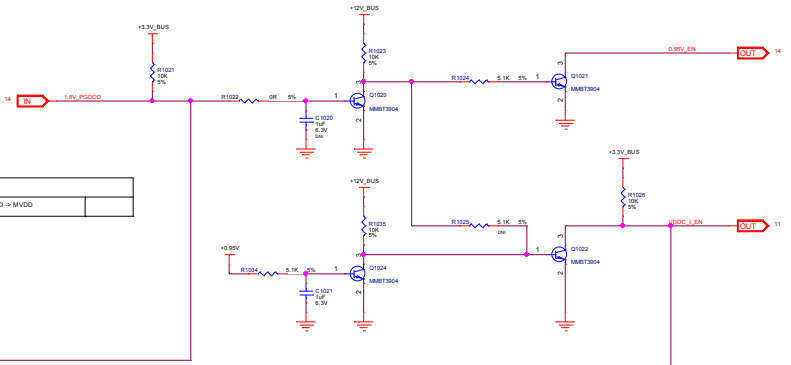 +12V_BUS
+3.3V_BUS
R1021
10K
5%
R1023
10K
5%
14 IN 1.8V_PGOOD
R1022 0R 5%
C1020
1uF
6.3V
DNI
1
3
2
Q1020
MMBT3904
R1024 5.1K 5%
1
3
2
Q1021
MMBT3904
0.95V_EN OUT 14
-> MVDD
+12V_BUS
R1035
10K
5%
+0.95V
R1034 5.1K 5%
C1021
1uF
6.3V
1
3
2
Q1024
MMBT3904
R1025 5.1K 5%
DNI
1
3
2
Q1022
MMBT3904
+3.3V_BUS
R1026
10K
5%
VDDC_I_EN OUT 11